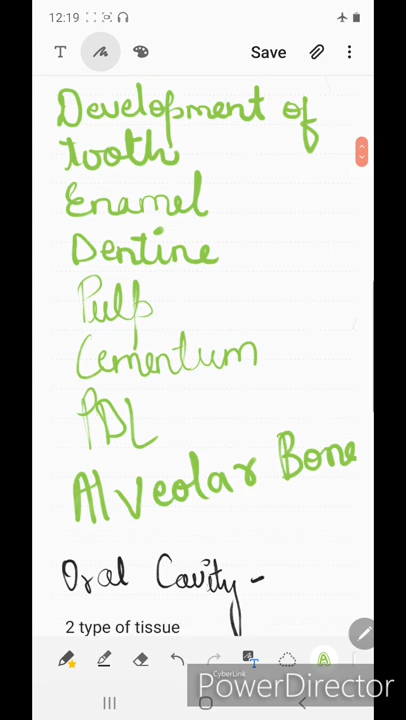 12:19
T
Save
Development of
tooth
Enamel
Dentine
Pulp
Cementum
PDL
Alveolar Bone
Oral Cavity -
2 type of tissue
T
A
CyberLink
PowerDirector